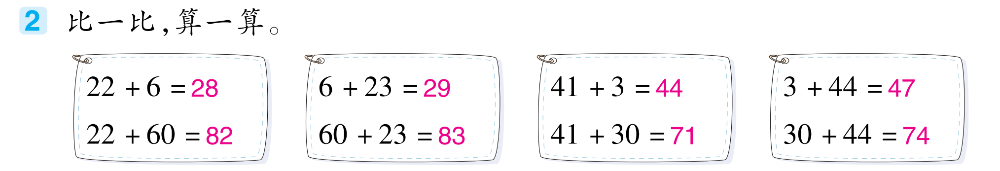 2 比一比,算一算。
22 + 6 = 28 6 + 23 = 29 41 + 3 = 44 3 + 44 = 47
22 + 60 = 82 60 + 23 = 83 41 + 30 = 71 30 + 44 = 74